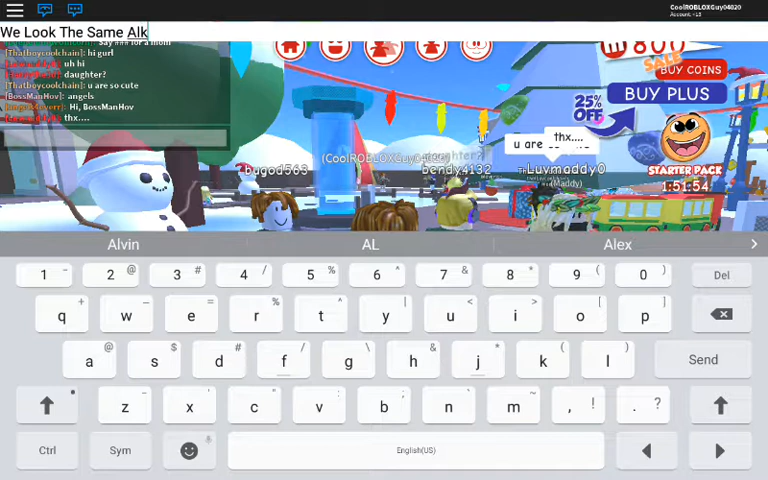 CoolROBLOXGuy04020
Account: <13
We Look The Same Alk
[Thatboycoolchain]: hi gurl
uh hi
daughter?
[Thatboycoolchain]: u are so cute
[BossManHov]: angels
Hi, BossManHov
thx....
800
SALE
BUY COINS
25% OFF
BUY PLUS
STARTER PACK
1:51:54
thx....
u are
bugod563
bendy4132
Luvmaddy0
(Maddy)
Alvin AL Alex
1 - 2 @ 3 # 4 / 5 % 6 ^ 7 & 8 * 9 ( 0 ) Del
q + w - e = r % t ^ y | u < i > o [ p ]
a @ s $ d # f / g \ h & j * k ( l ) Send
z - x ' c " v : b ; n , m ... , ! . ?
Ctrl Sym English(US)